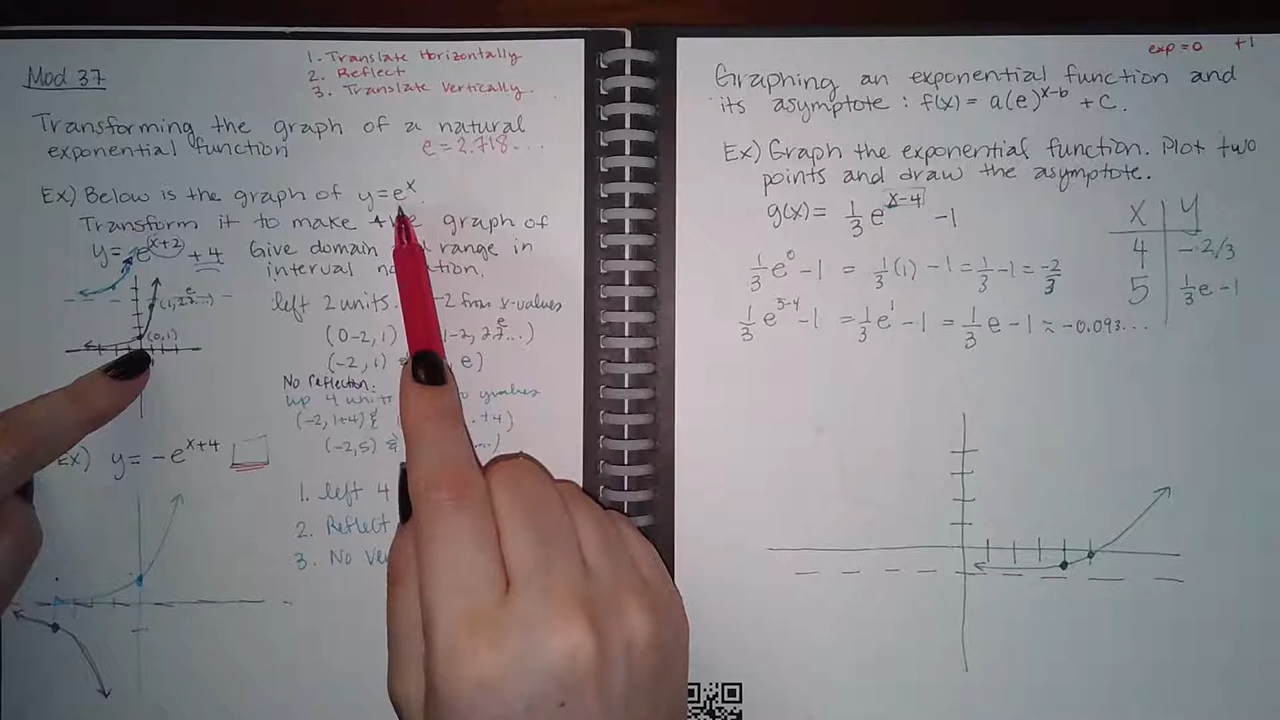 Mod 37
1. Translate Horizontally
2. Reflect
3. Translate Vertically.
Transforming the graph of a natural
exponential function
e = 2.718...
Ex) Below is the graph of y=e^x.
Transform it to make the graph of
y= e^(x+2) +4 Give domain range in
interval notation.
(0,1)
left 2 units. -2 from x-values
(0-2, 1)
(-2, 1) e)
No Reflection.
up 4 units yvalues
(-2, 1+4) & +4)
(-2,5) &
Ex) y = -e^x+4
1. left 4
2. Reflect
3. No
exp = 0 +1
Graphing an exponential function and
its asymptote : f(x) = a(e)^x-b + c.
Ex) Graph the exponential function. Plot two
points and draw the asymptote.
g(x) = 1/3 e^x-4 -1
X Y
4 -2/3
5 1/3 e -1
1/3 e^0 -1 = 1/3 (1) -1 = 1/3 -1 = -2/3
1/3 e^5-4 -1 = 1/3 e^1 -1 = 1/3 e -1 ≈ -0.093...